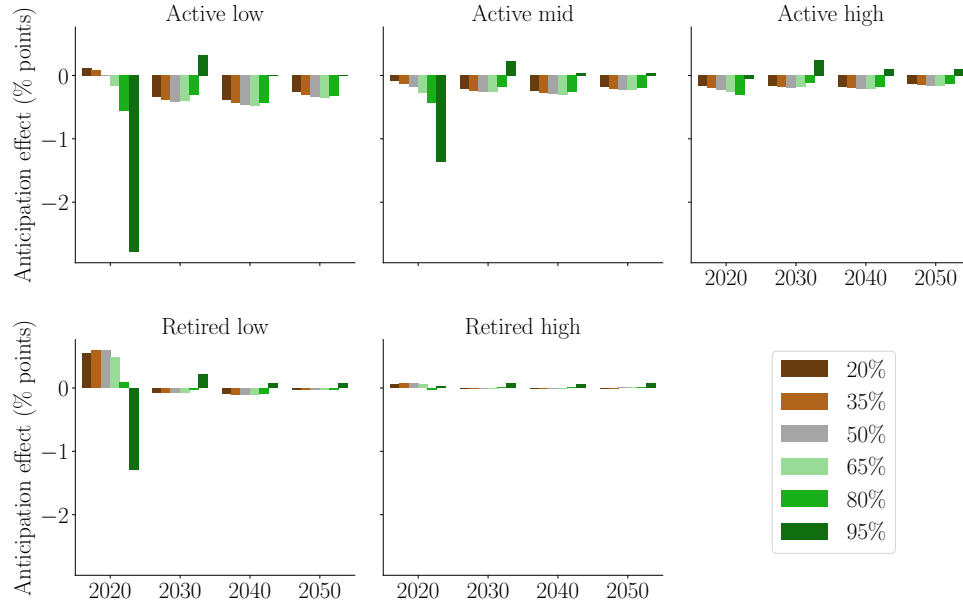 Active low
Active mid
Active high
Anticipation effect (% points)
0
−1
−2
2020 2030 2040 2050
Retired low
Retired high
Anticipation effect (% points)
0
−1
−2
2020 2030 2040 2050
2020 2030 2040 2050
20%
35%
50%
65%
80%
95%